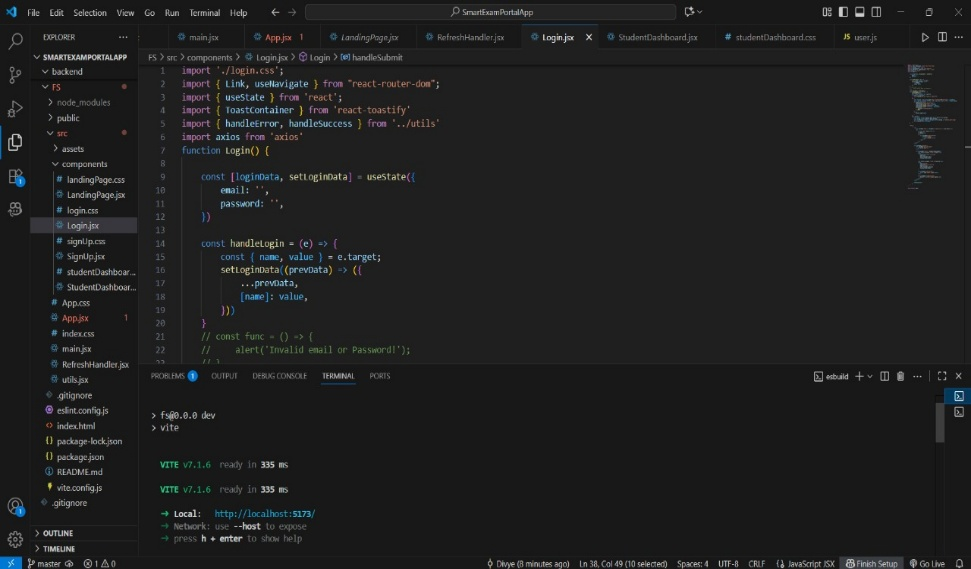 File Edit Selection View Go Run Terminal Help
SmartExamPortalApp
EXPLORER
main.jsx App.jsx 1 LandingPage.jsx RefreshHandler.jsx Login.jsx StudentDashboard.jsx studentDashboard.css JS user.js
SMARTEXAMPORTALAPP
backend
FS
node_modules
public
src
assets
components
landingPage.css
LandingPage.jsx
login.css
Login.jsx
signUp.css
SignUp.jsx
studentDashboar...
StudentDashboar...
App.css
App.jsx 1
index.css
main.jsx
RefreshHandler.jsx
utils.jsx
.gitignore
eslint.config.js
index.html
package-lock.json
package.json
README.md
vite.config.js
.gitignore
OUTLINE
TIMELINE
FS > src > components > Login.jsx > Login > handleSubmit
1 import './login.css';
2 import { Link, useNavigate } from "react-router-dom";
3 import { useState } from 'react';
4 import { ToastContainer } from 'react-toastify'
5 import { handleError, handleSuccess } from '../utils'
6 import axios from 'axios'
7 function Login() {
8
9 const [loginData, setLoginData] = useState({
10 email: '',
11 password: '',
12 })
13
14 const handleLogin = (e) => {
15 const { name, value } = e.target;
16 setLoginData((prevData) => ({
17 ...prevData,
18 [name]: value,
19 }))
20 }
21 // const func = () => {
22 // alert('Invalid email or Password!');
23 // }
PROBLEMS 1 OUTPUT DEBUG CONSOLE TERMINAL PORTS
esbuild
> fs@0.0.0 dev
> vite
VITE v7.1.6 ready in 335 ms
VITE v7.1.6 ready in 335 ms
➜ Local: http://localhost:5173/
➜ Network: use --host to expose
➜ press h + enter to show help
master 1 0 Divye (8 minutes ago) Ln 38, Col 49 (10 selected) Spaces: 4 UTF-8 CRLF JavaScript JSX Finish Setup Go Live